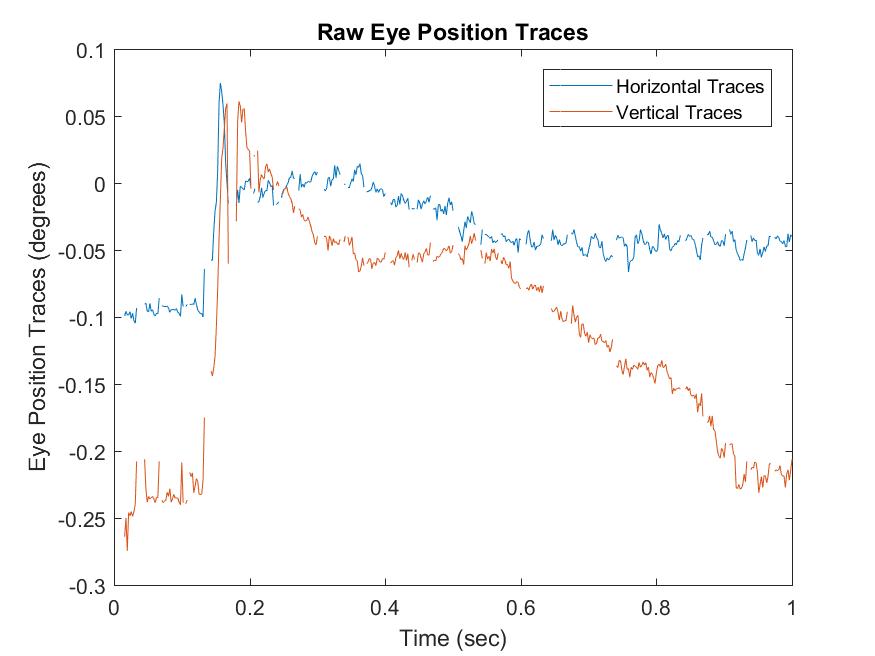 Raw Eye Position Traces
0.1
0.05
0
-0.05
-0.1
-0.15
-0.2
-0.25
-0.3
Eye Position Traces (degrees)
Horizontal Traces
Vertical Traces
0 0.2 0.4 0.6 0.8 1
Time (sec)